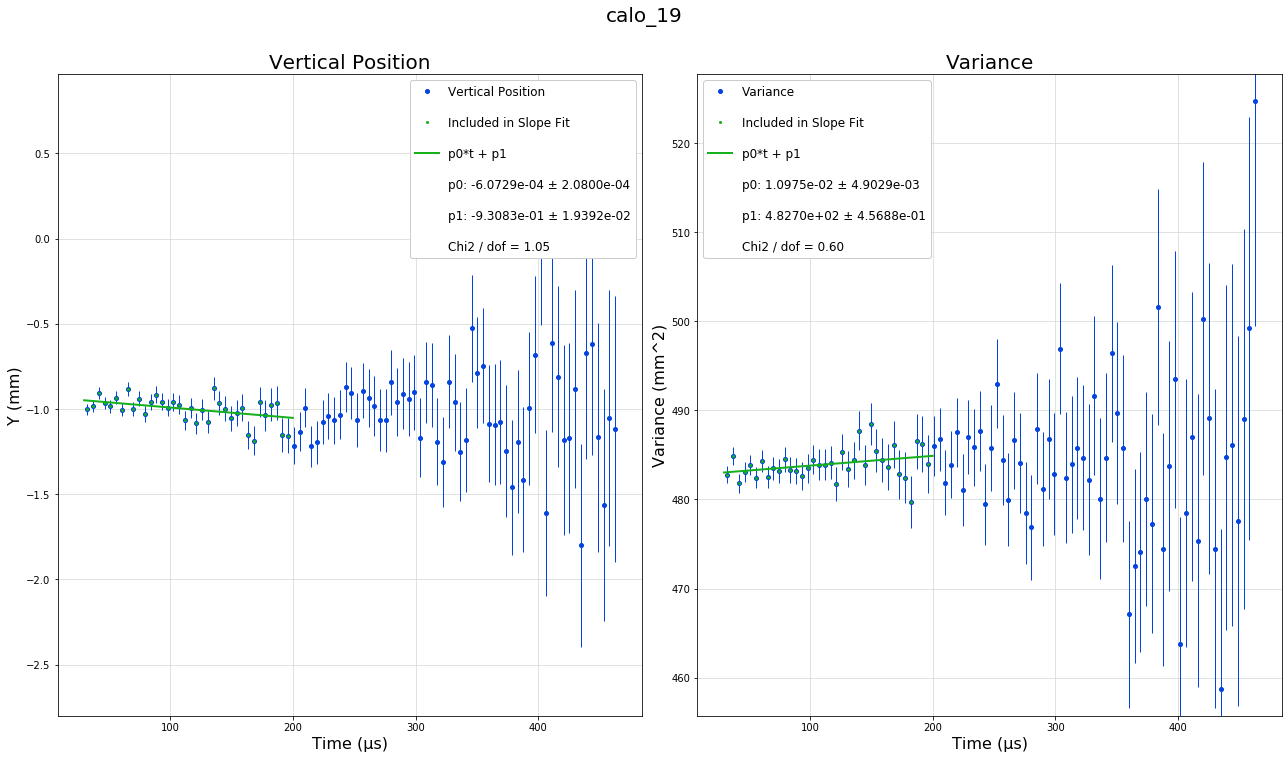 calo_19
Vertical Position
Vertical Position
Included in Slope Fit
p0*t + p1
p0: -6.0729e-04 ± 2.0800e-04
p1: -9.3083e-01 ± 1.9392e-02
Chi2 / dof = 1.05
0.5
0.0
−0.5
−1.0
−1.5
−2.0
−2.5
Y (mm)
100
200
300
400
Time (μs)
Variance
Variance
Included in Slope Fit
p0*t + p1
p0: 1.0975e-02 ± 4.9029e-03
p1: 4.8270e+02 ± 4.5688e-01
Chi2 / dof = 0.60
520
510
500
490
480
470
460
Variance (mm^2)
100
200
300
400
Time (μs)